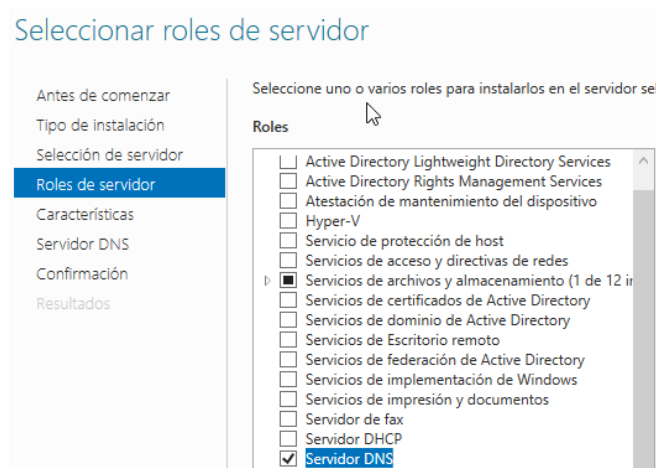 Seleccionar roles de servidor
Antes de comenzar
Tipo de instalación
Selección de servidor
Roles de servidor
Características
Servidor DNS
Confirmación
Resultados
Seleccione uno o varios roles para instalarlos en el servidor se
Roles
Active Directory Lightweight Directory Services
Active Directory Rights Management Services
Atestación de mantenimiento del dispositivo
Hyper-V
Servicio de protección de host
Servicios de acceso y directivas de redes
Servicios de archivos y almacenamiento (1 de 12 in
Servicios de certificados de Active Directory
Servicios de dominio de Active Directory
Servicios de Escritorio remoto
Servicios de federación de Active Directory
Servicios de implementación de Windows
Servicios de impresión y documentos
Servidor de fax
Servidor DHCP
Servidor DNS